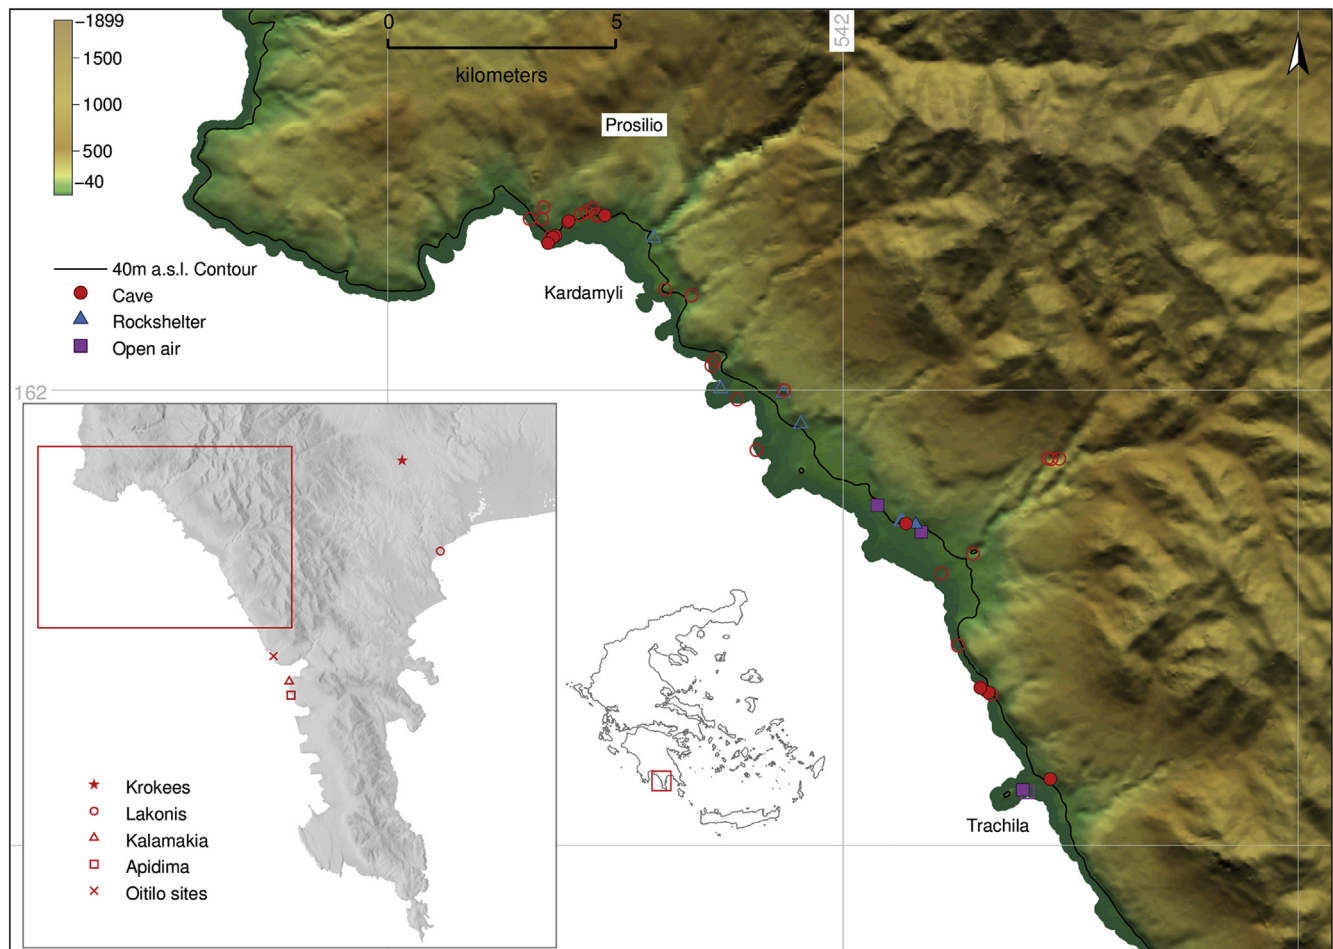 −1899
1500
1000
500
−40
0 5
kilometers
542
Prosilio
40m a.s.l. Contour
Cave
Rockshelter
Open air
Kardamyli
162
Krokees
Lakonis
Kalamakia
Apidima
Oitilo sites
Trachila